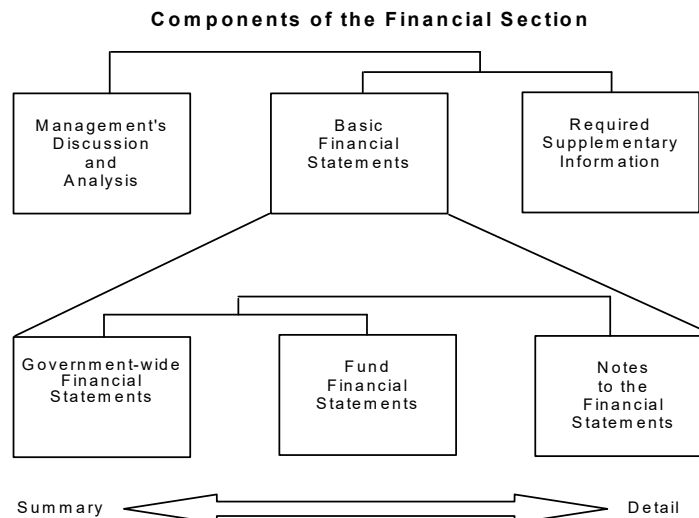 Components of the Financial Section
Management's
Discussion
and
Analysis
Basic
Financial
Statements
Required
Supplementary
Information
Government-wide
Financial
Statements
Fund
Financial
Statements
Notes
to the
Financial
Statements
Summary
Detail